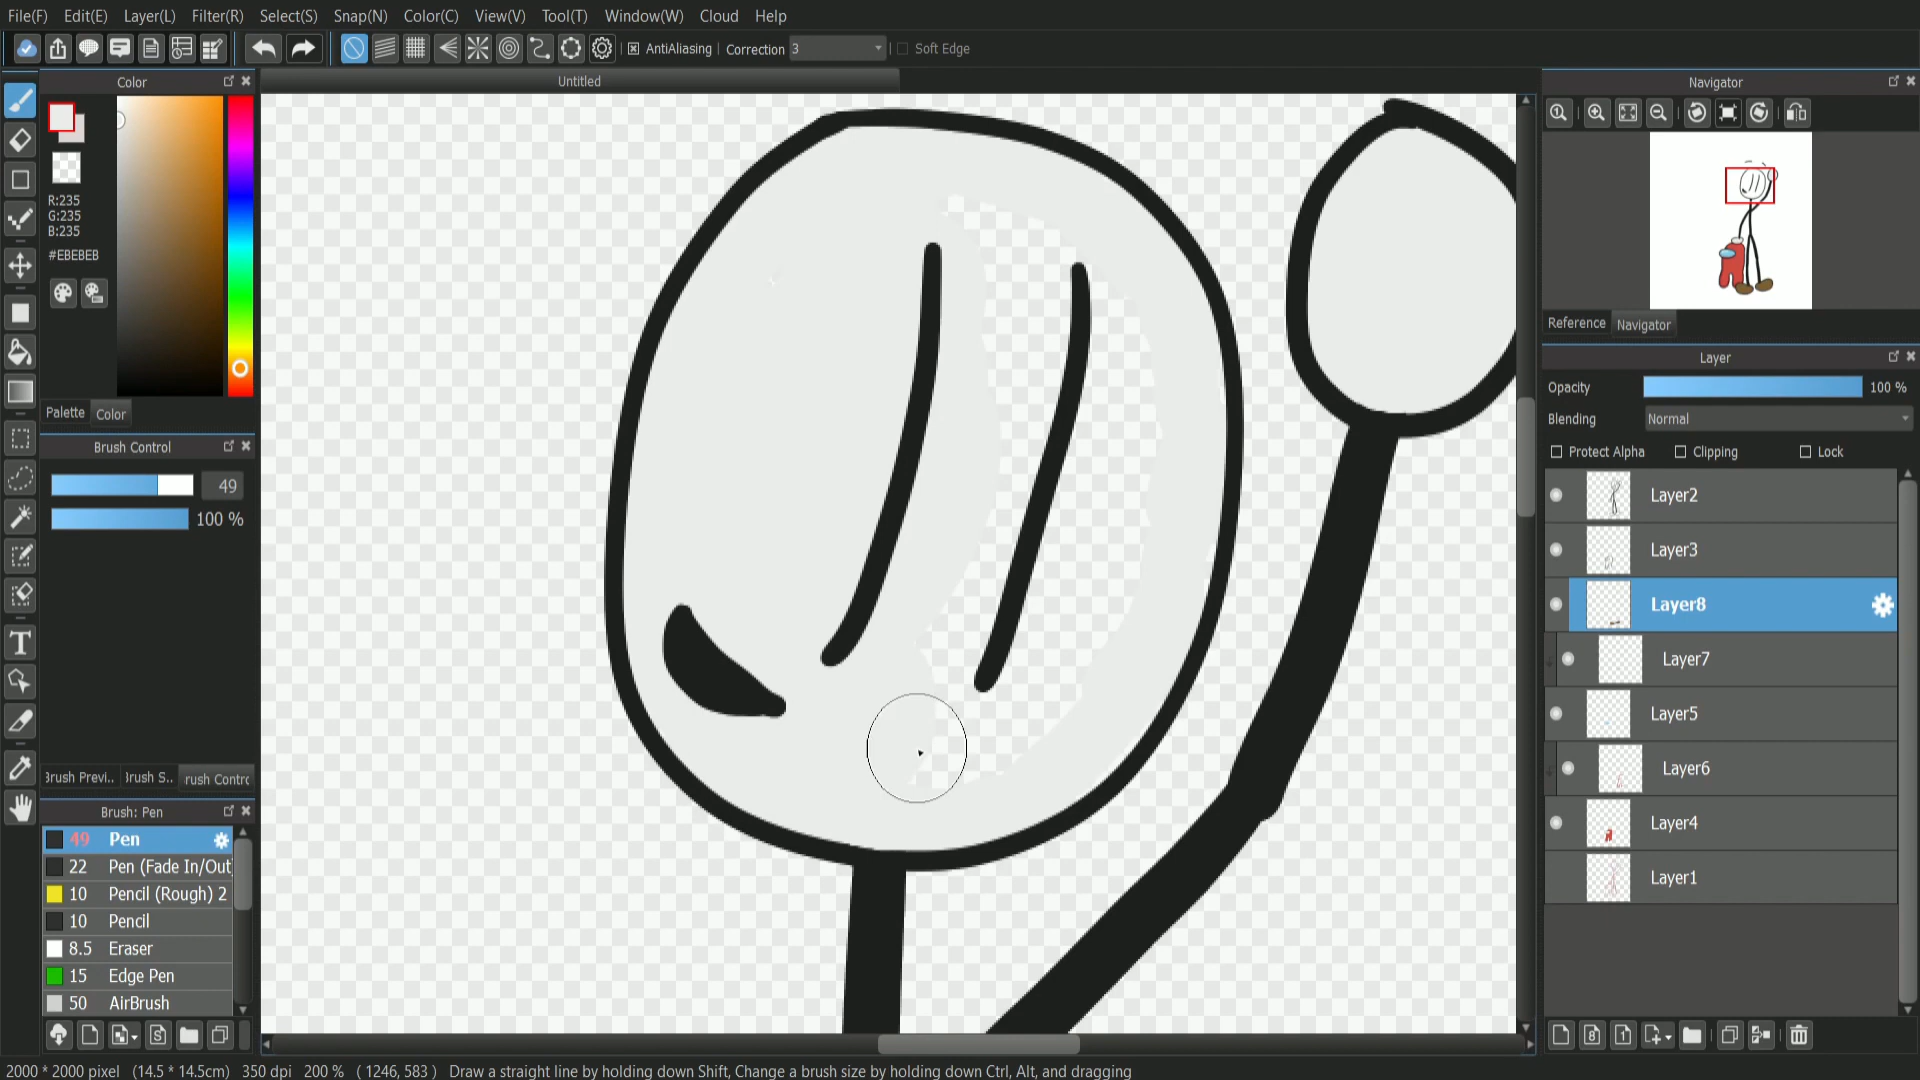 File(F) Edit(E) Layer(L) Filter(R) Select(S) Snap(N) Color(C) View(V) Tool(T) Window(W) Cloud Help
AntiAliasing Correction 3 Soft Edge
Color
Untitled
Navigator
R:235
G:235
B:235
#EBEBEB
Palette Color
Reference Navigator
Layer
Opacity 100 %
Blending Normal
Protect Alpha Clipping Lock
Brush Control
49
100 %
Layer2
Layer3
Layer8
Layer7
Layer5
Layer6
Layer4
Layer1
Brush Previ.. Brush S.. rush Contro
Brush: Pen
49 Pen
22 Pen (Fade In/Out)
10 Pencil (Rough) 2
10 Pencil
8.5 Eraser
15 Edge Pen
50 AirBrush
2000 * 2000 pixel (14.5 * 14.5cm) 350 dpi 200 % ( 1246, 583 ) Draw a straight line by holding down Shift, Change a brush size by holding down Ctrl, Alt, and dragging